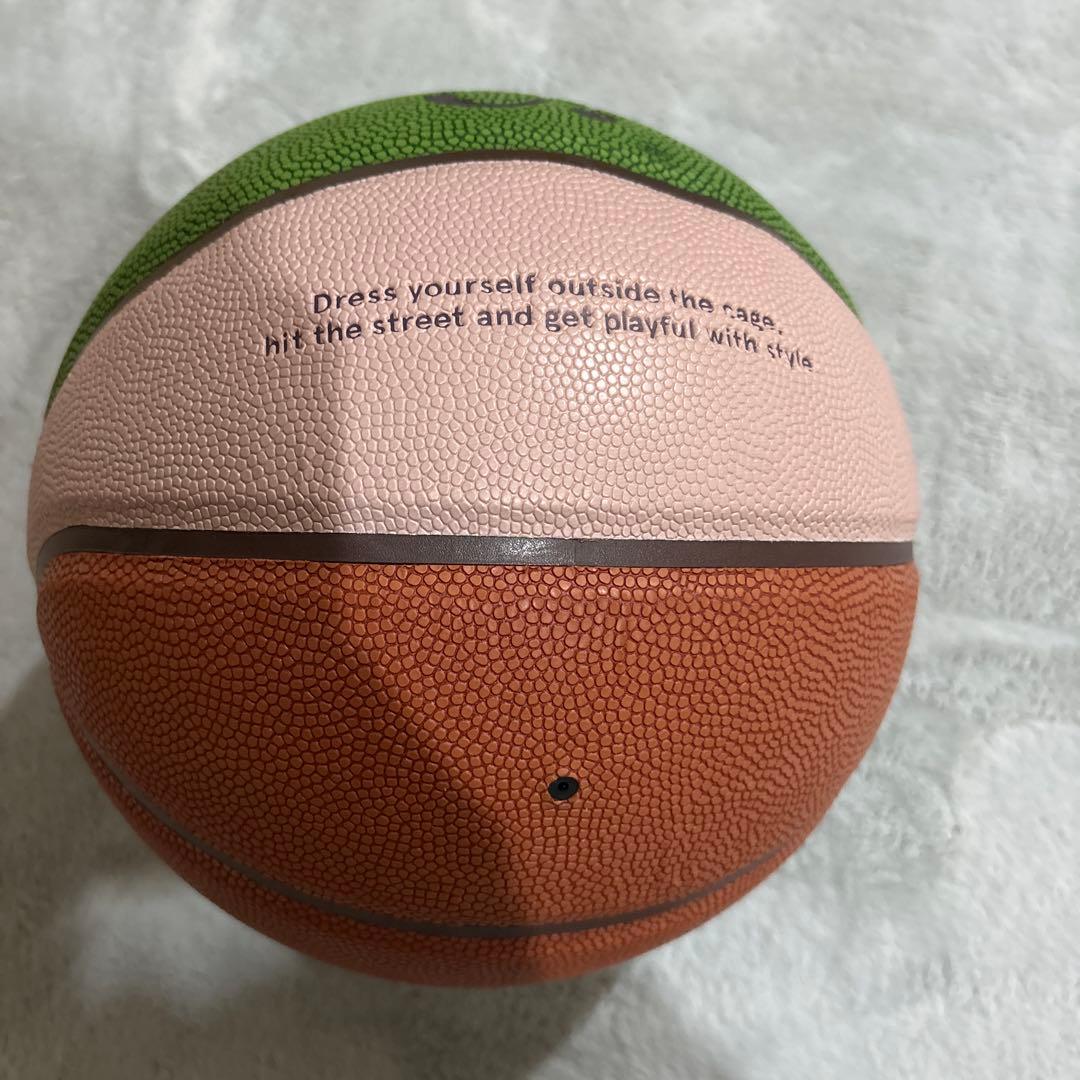 Dress yourself outside the cage,
hit the street and get playful with style